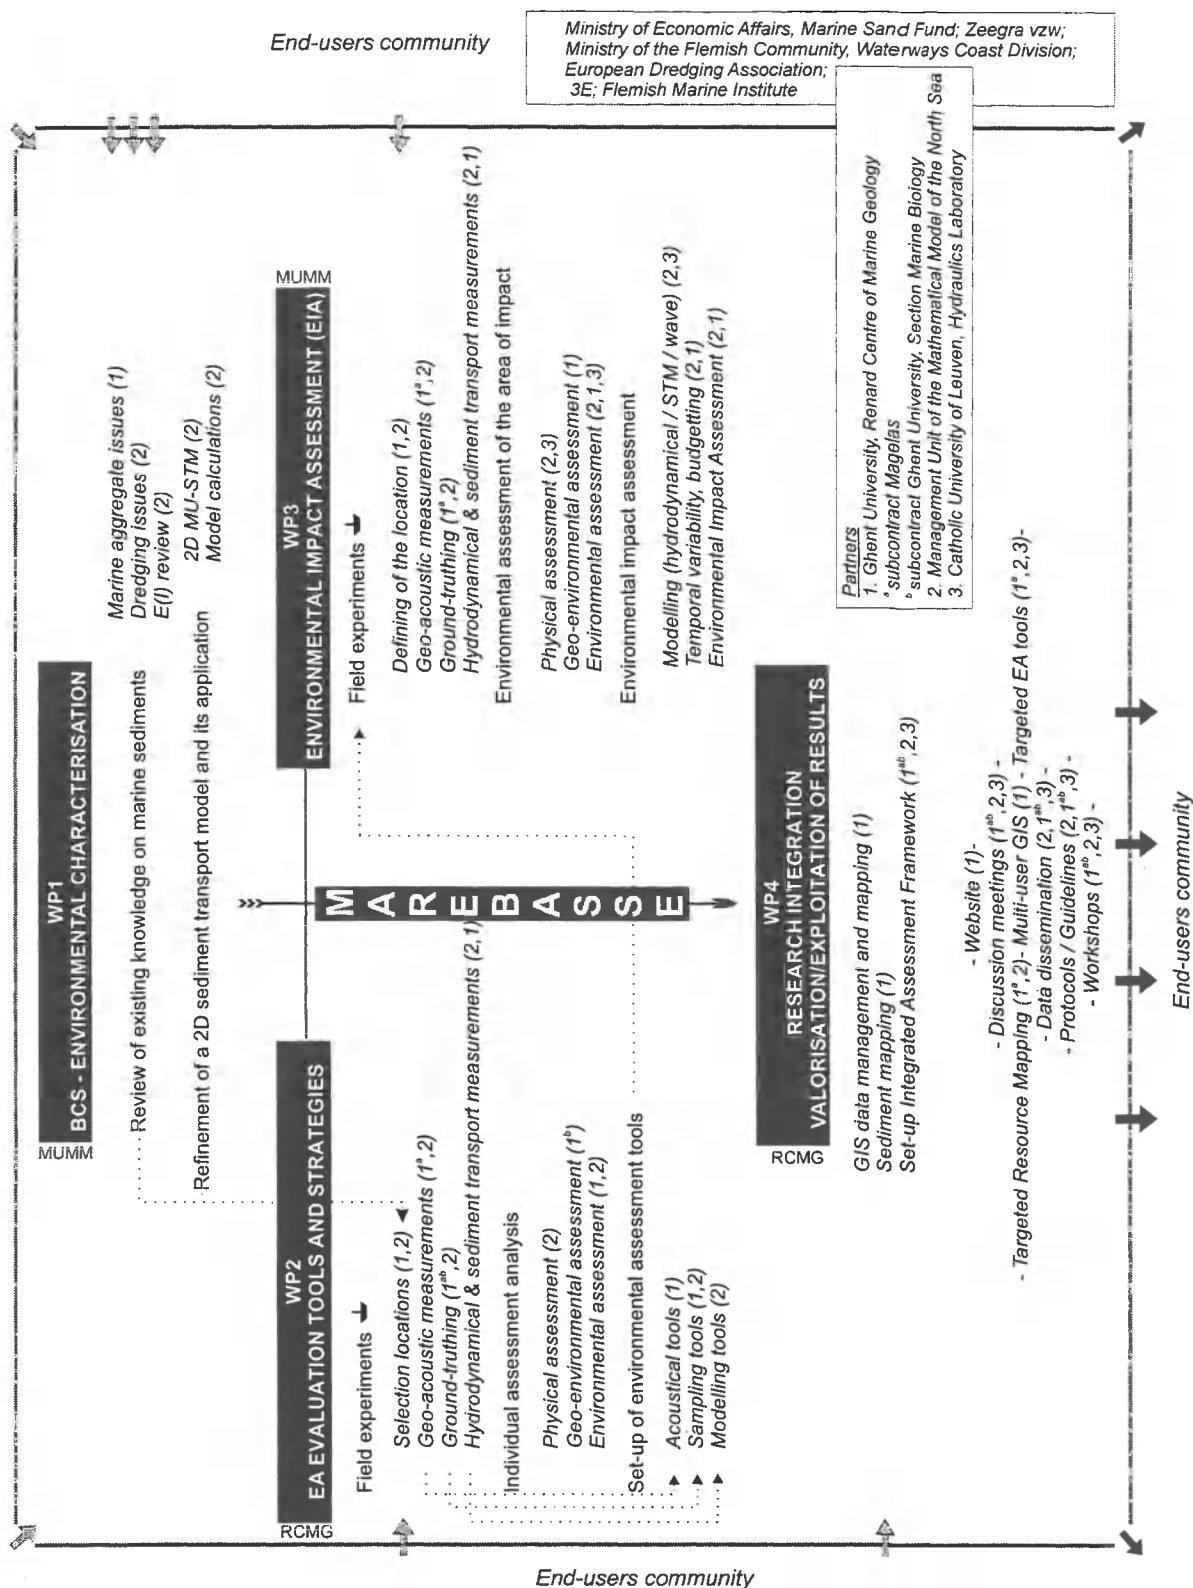 End-users community
Ministry of Economic Affairs, Marine Sand Fund; Zeegra vzw;
Ministry of the Flemish Community, Waterways Coast Division;
European Dredging Association;
3E; Flemish Marine Institute
MUMM
WP1
BCS - ENVIRONMENTAL CHARACTERISATION
Review of existing knowledge on marine sediments
Marine aggregate issues (1)
Dredging issues (2)
E(I) review (2)
Refinement of a 2D sediment transport model and its application
2D MU-STM (2)
Model calculations (2)
RCMG
WP2
EA EVALUATION TOOLS AND STRATEGIES
Field experiments
Selection locations (1,2)
Geo-acoustic measurements (1ᵃ,2)
Ground-truthing (1ᵃᵇ,2)
Hydrodynamical & sediment transport measurements (2,1)
Individual assessment analysis
Physical assessment (2)
Geo-environmental assessment (1ᵇ)
Environmental assessment (1,2)
Set-up of environmental assessment tools
Acoustical tools (1)
Sampling tools (1,2)
Modelling tools (2)
MAREBASSE
WP3
ENVIRONMENTAL IMPACT ASSESSMENT (EIA)
MUMM
Field experiments
Defining of the location (1,2)
Geo-acoustic measurements (1ᵃ,2)
Ground-truthing (1ᵃ,2)
Hydrodynamical & sediment transport measurements (2,1)
Environmental assessment of the area of impact
Physical assessment (2,3)
Geo-environmental assessment (1)
Environmental assessment (2,1,3)
Environmental impact assessment
Modelling (hydrodynamical / STM / wave) (2,3)
Temporal variability, budgetting (2,1)
Environmental Impact Assessment (2,1)
RCMG
WP4
RESEARCH INTEGRATION
VALORISATION/EXPLOITATION OF RESULTS
GIS data management and mapping (1)
Sediment mapping (1)
Set-up Integrated Assessment Framework (1ᵃᵇ,2,3)
Partners
1. Ghent University, Renard Centre of Marine Geology
ᵃ subcontract Magelas
ᵇ subcontract Ghent University, Section Marine Biology
2. Management Unit of the Mathematical Model of the North Sea
3. Catholic University of Leuven, Hydraulics Laboratory
- Website (1)-
- Discussion meetings (1ᵃᵇ,2,3) -
- Targeted Resource Mapping (1ᵃ,2)- Multi-user GIS (1) - Targeted EA tools (1ᵃ,2,3)-
- Data dissemination (2,1ᵃᵇ,3) -
- Protocols / Guidelines (2,1ᵃᵇ,3) -
- Workshops (1ᵃᵇ,2,3) -
End-users community
End-users community